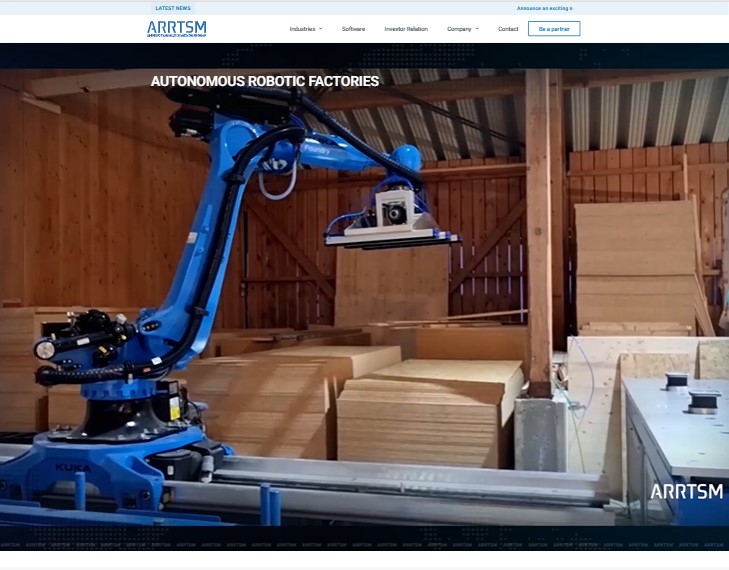 LATEST NEWS
Announce an exciting n
ARRTSM
Industries
Software
Investor Relation
Company
Contact
Be a partner
AUTONOMOUS ROBOTIC FACTORIES
Foundry
KUKA
ARRTSM